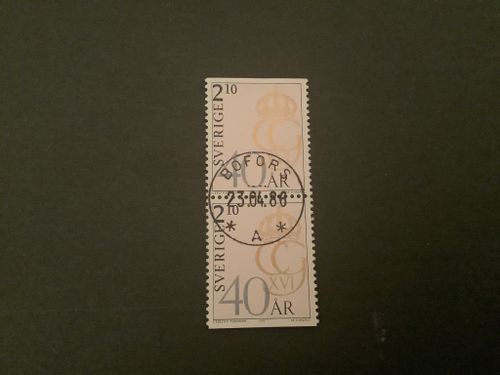 2 10
SVERIGE
40 ÅR
BOFORS
23.04.86
* A *
2 10
SVERIGE
XVI
40 ÅR